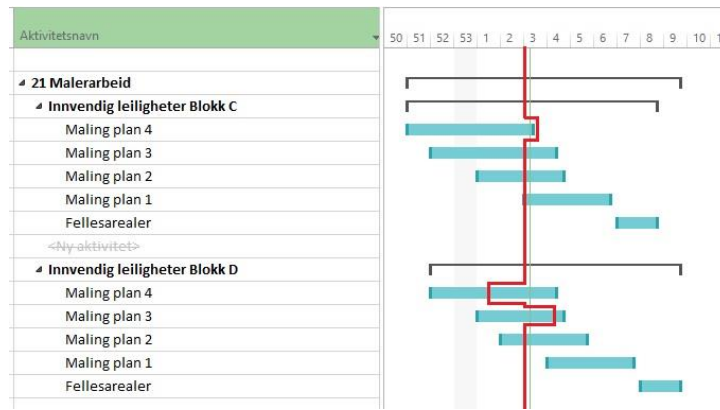 Aktivitetsnavn
50 51 52 53 1 2 3 4 5 6 7 8 9 10 1
21 Malerarbeid
Innvendig leiligheter Blokk C
Maling plan 4
Maling plan 3
Maling plan 2
Maling plan 1
Fellesarealer
<Ny aktivitet>
Innvendig leiligheter Blokk D
Maling plan 4
Maling plan 3
Maling plan 2
Maling plan 1
Fellesarealer